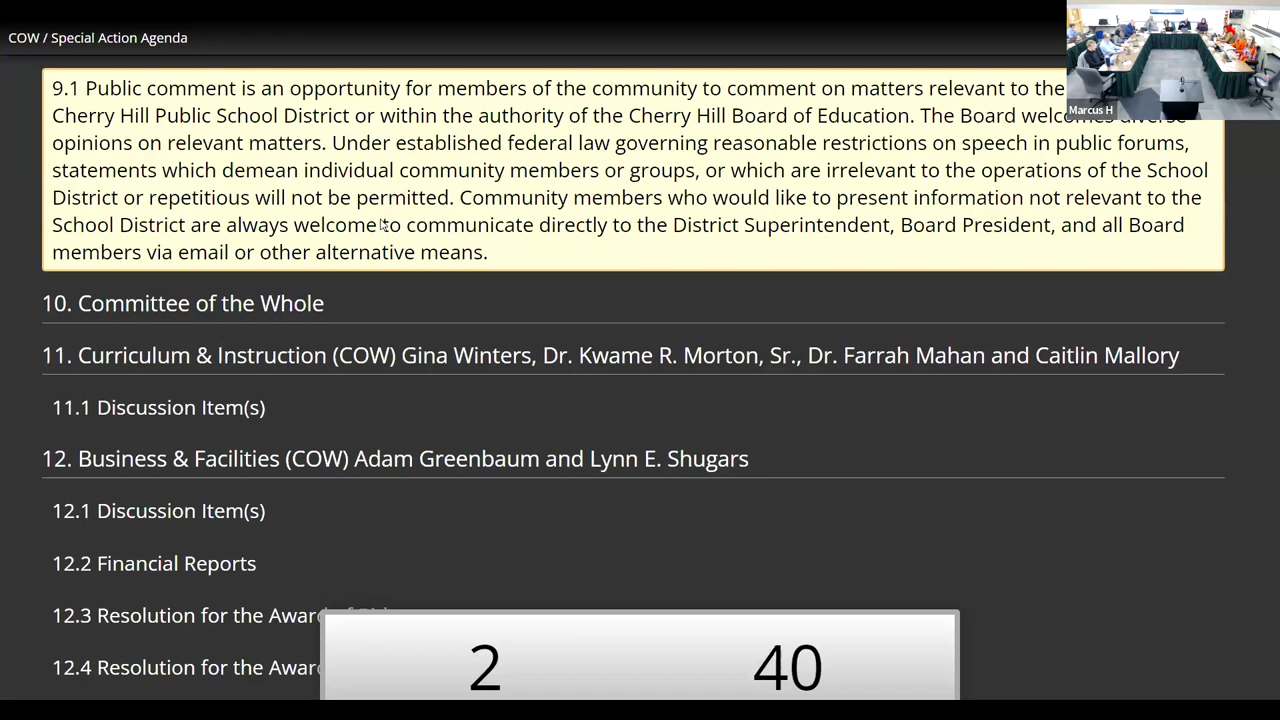 COW / Special Action Agenda
9.1 Public comment is an opportunity for members of the community to comment on matters relevant to the
Cherry Hill Public School District or within the authority of the Cherry Hill Board of Education. The Board welcomes diverse
opinions on relevant matters. Under established federal law governing reasonable restrictions on speech in public forums,
statements which demean individual community members or groups, or which are irrelevant to the operations of the School
District or repetitious will not be permitted. Community members who would like to present information not relevant to the
School District are always welcome to communicate directly to the District Superintendent, Board President, and all Board
members via email or other alternative means.
Marcus H
10. Committee of the Whole
11. Curriculum & Instruction (COW) Gina Winters, Dr. Kwame R. Morton, Sr., Dr. Farrah Mahan and Caitlin Mallory
11.1 Discussion Item(s)
12. Business & Facilities (COW) Adam Greenbaum and Lynn E. Shugars
12.1 Discussion Item(s)
12.2 Financial Reports
12.3 Resolution for the Award of
12.4 Resolution for the Award
2 40